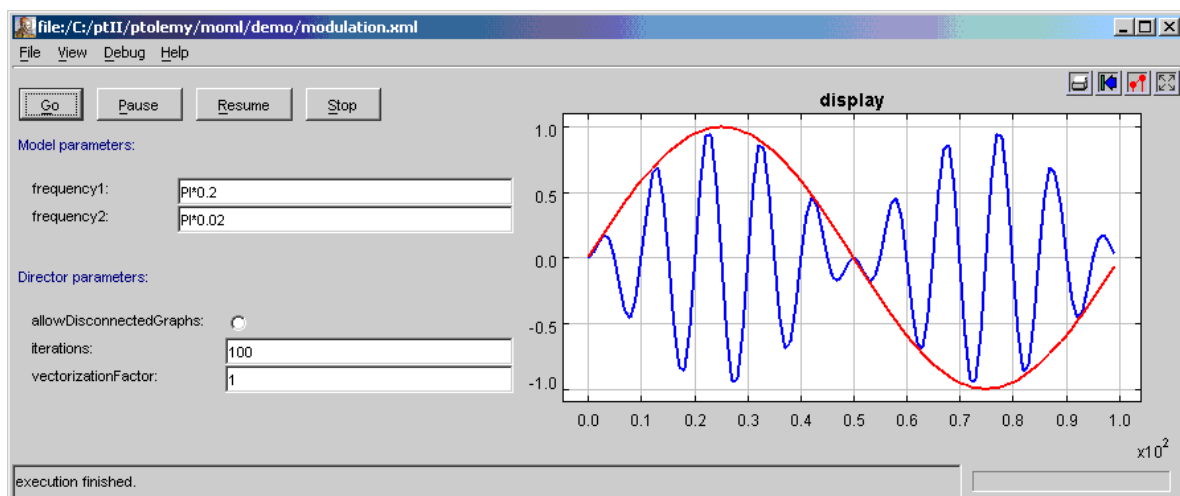 file:/C:/ptII/ptolemy/moml/demo/modulation.xml
File View Debug Help
Go Pause Resume Stop
Model parameters:
frequency1: PI*0.2
frequency2: PI*0.02
Director parameters:
allowDisconnectedGraphs:
iterations: 100
vectorizationFactor: 1
display
1.0
0.5
0.0
-0.5
-1.0
0.0 0.1 0.2 0.3 0.4 0.5 0.6 0.7 0.8 0.9 1.0
x10^2
execution finished.